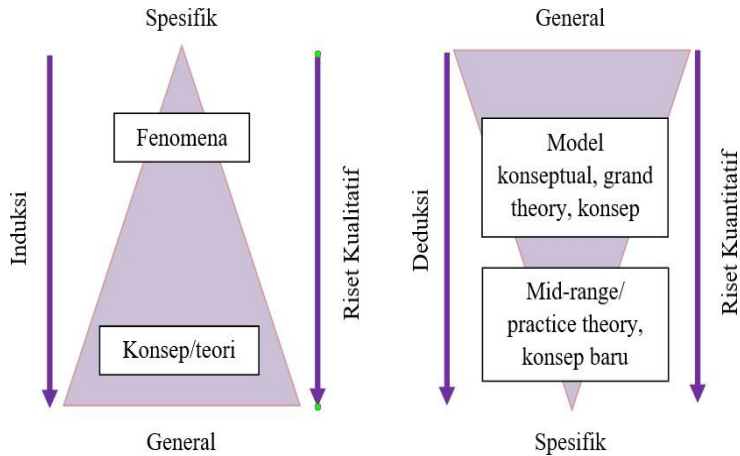 Spesifik
Induksi
Fenomena
Konsep/teori
Riset Kualitatif
General
General
Deduksi
Model
konseptual, grand
theory, konsep
Mid-range/
practice theory,
konsep baru
Riset Kuantitatif
Spesifik